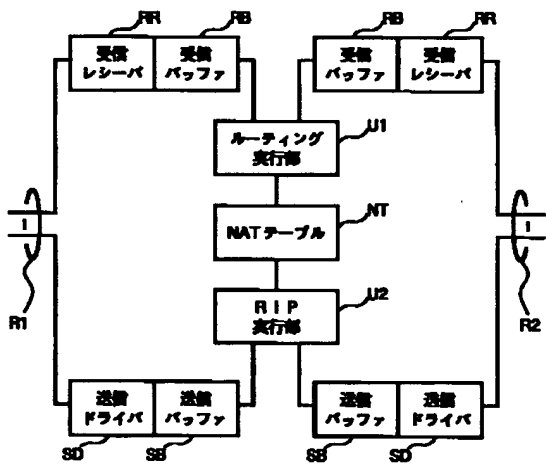 RR
RB
RB
RR
受信
レシーバ
受信
バッファ
受信
バッファ
受信
レシーバ
U1
ルーティング
実行部
NT
NATテーブル
I
I
R1
R2
U2
RIP
実行部
送信
ドライバ
送信
バッファ
送信
バッファ
送信
ドライバ
SD
SB
SB
SD